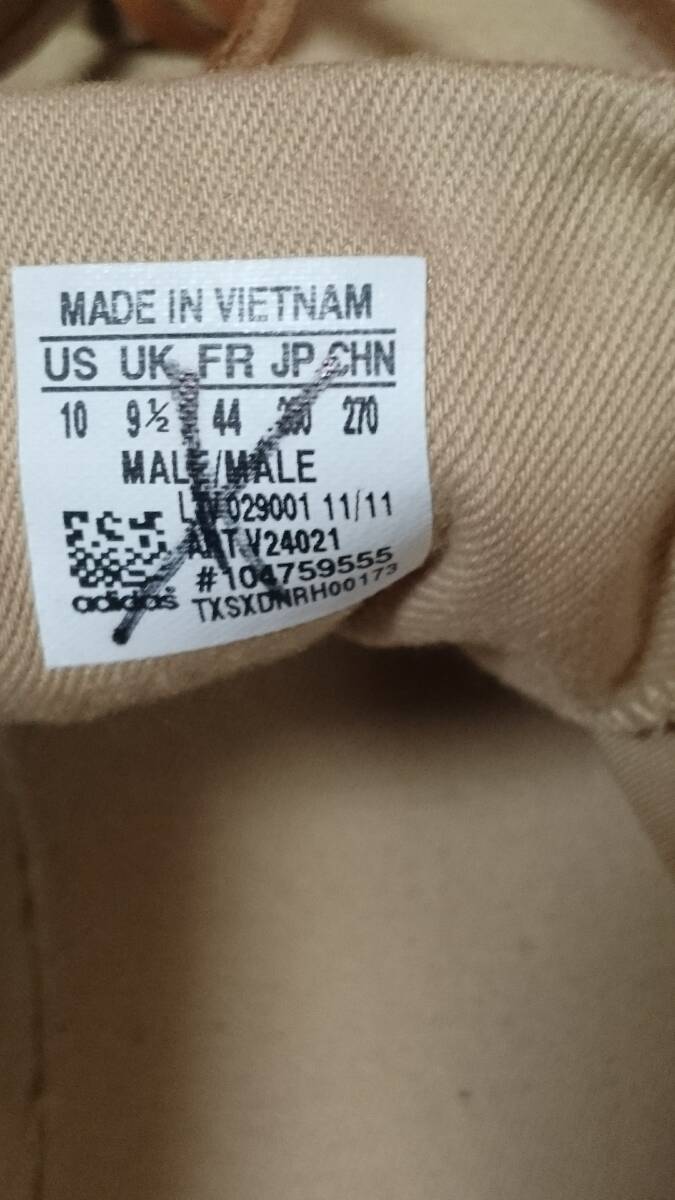 MADE IN VIETNAM
US UK FR JP CHN
10 9½ 44 270
MALE/MALE
029001 11/11
ART V24021
#104759555
adidas TXSXDNRH00173